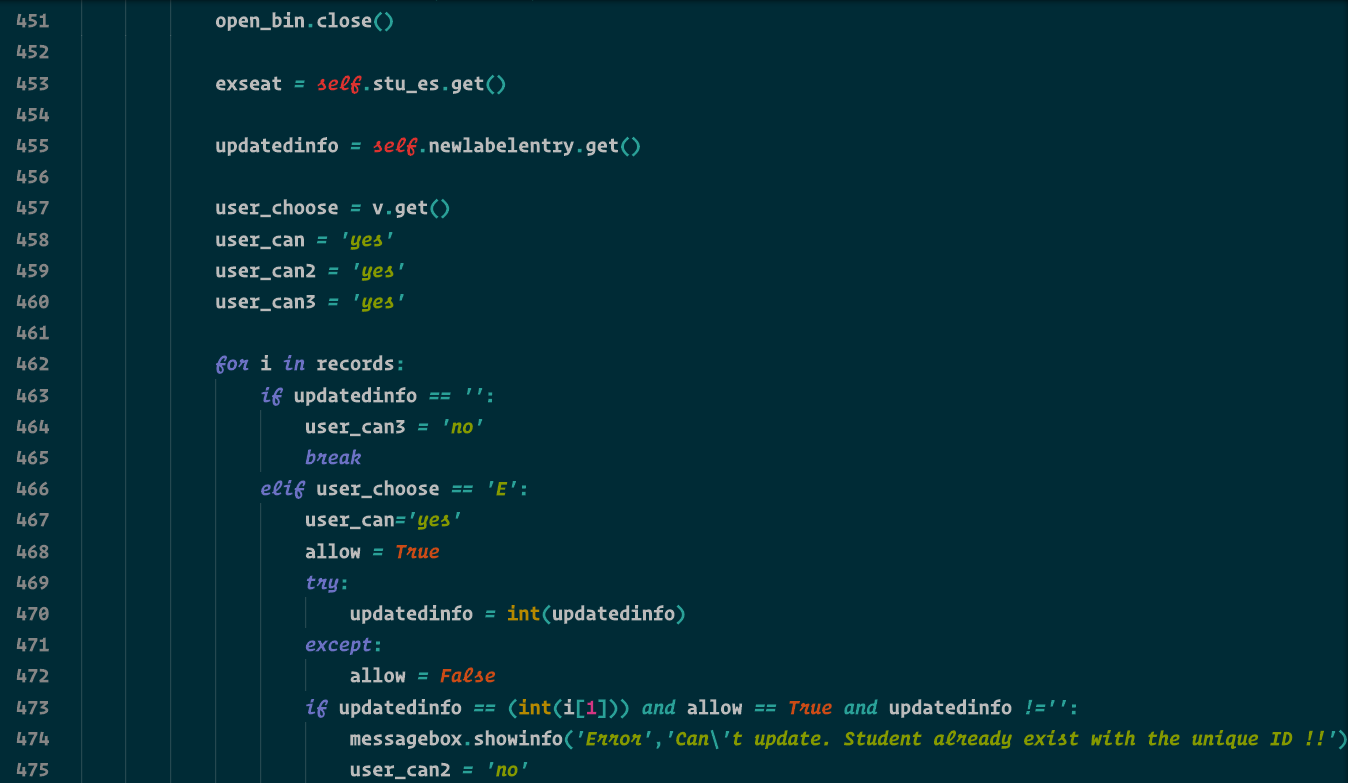 451 open_bin.close()
452
453 exseat = self.stu_es.get()
454
455 updatedinfo = self.newlabelentry.get()
456
457 user_choose = v.get()
458 user_can = 'yes'
459 user_can2 = 'yes'
460 user_can3 = 'yes'
461
462 for i in records:
463 if updatedinfo == '':
464 user_can3 = 'no'
465 break
466 elif user_choose == 'E':
467 user_can='yes'
468 allow = True
469 try:
470 updatedinfo = int(updatedinfo)
471 except:
472 allow = False
473 if updatedinfo == (int(i[1])) and allow == True and updatedinfo !='':
474 messagebox.showinfo('Error','Can\'t update. Student already exist with the unique ID !!')
475 user_can2 = 'no'